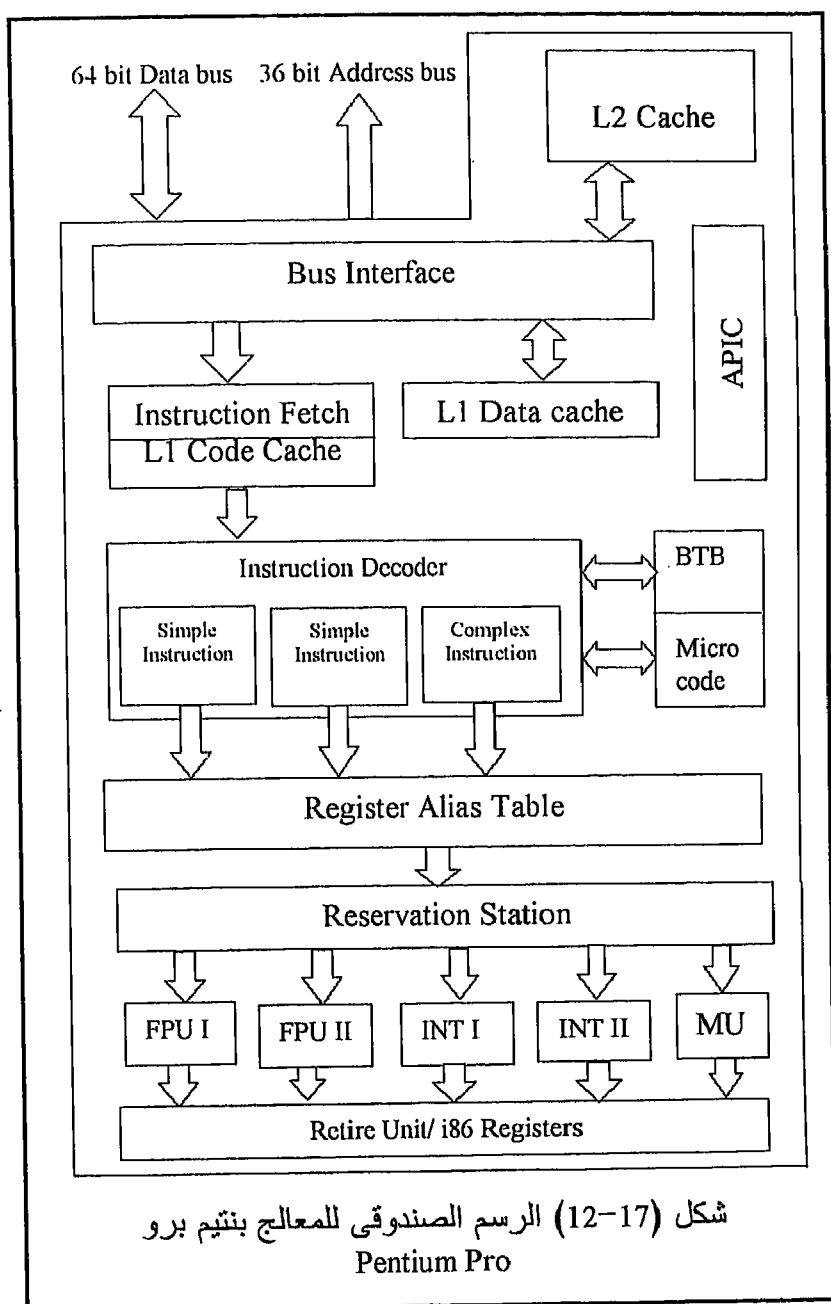 64 bit Data bus 36 bit Address bus
L2 Cache
Bus Interface
APIC
Instruction Fetch
L1 Code Cache
L1 Data cache
Instruction Decoder
BTB
Simple
Instruction
Simple
Instruction
Complex
Instruction
Micro
code
Register Alias Table
Reservation Station
FPU I FPU II INT I INT II MU
Retire Unit/ i86 Registers
شكل (17-12) الرسم الصندوقى للمعالج بنتيم برو
Pentium Pro